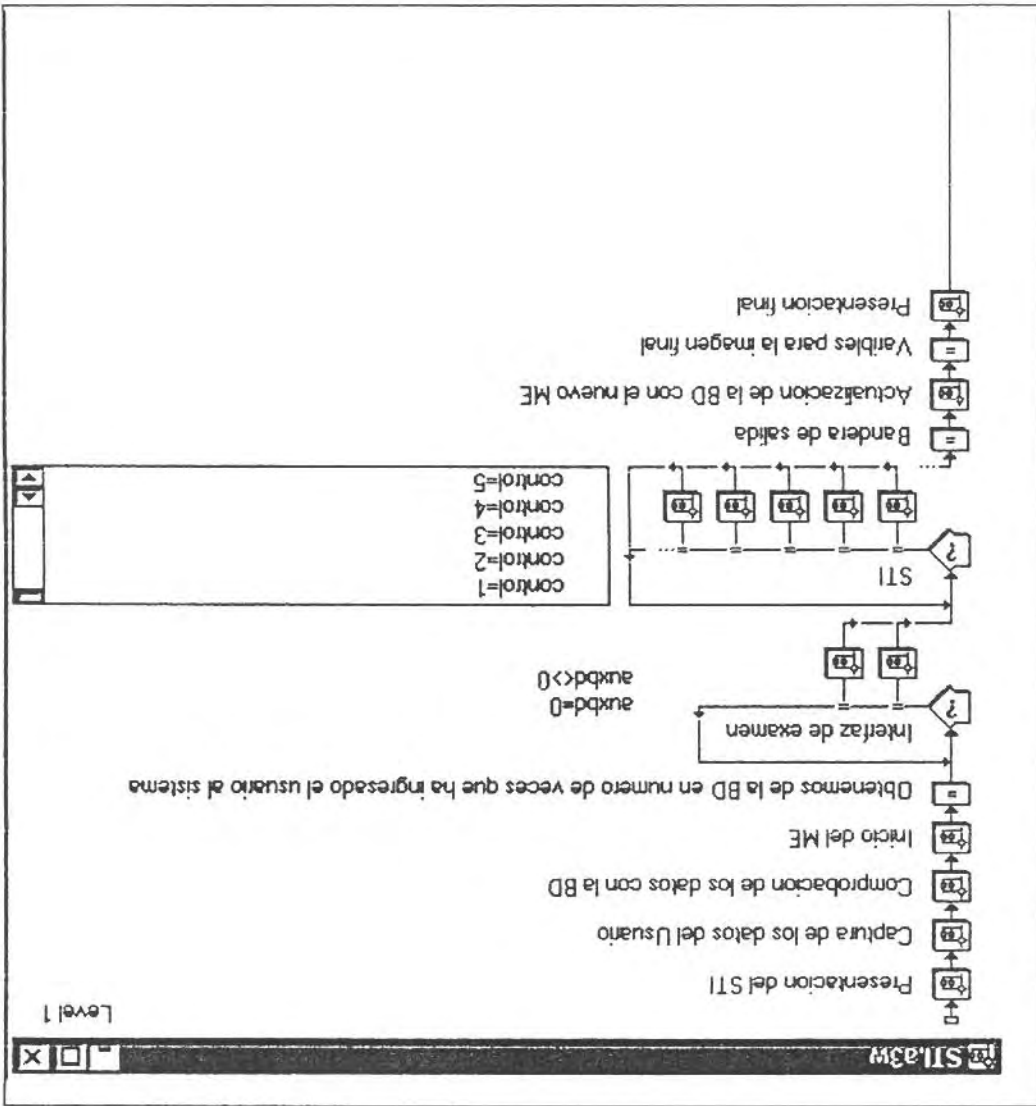 STI.a3w
Level 1
Presentacion del STI
Captura de los datos del Usuario
Comprobacion de los datos con la BD
Inicio del ME
= Obtenemos de la BD en numero de veces que ha ingresado el usuario al sistema
Interfaz de examen
?
= =
auxbd=0
auxbd<>0
STI
?
= = = = =
control=1
control=2
control=3
control=4
control=5
= Bandera de salida
Actualizacion de la BD con el nuevo ME
= Varibles para la imagen final
Presentacion final